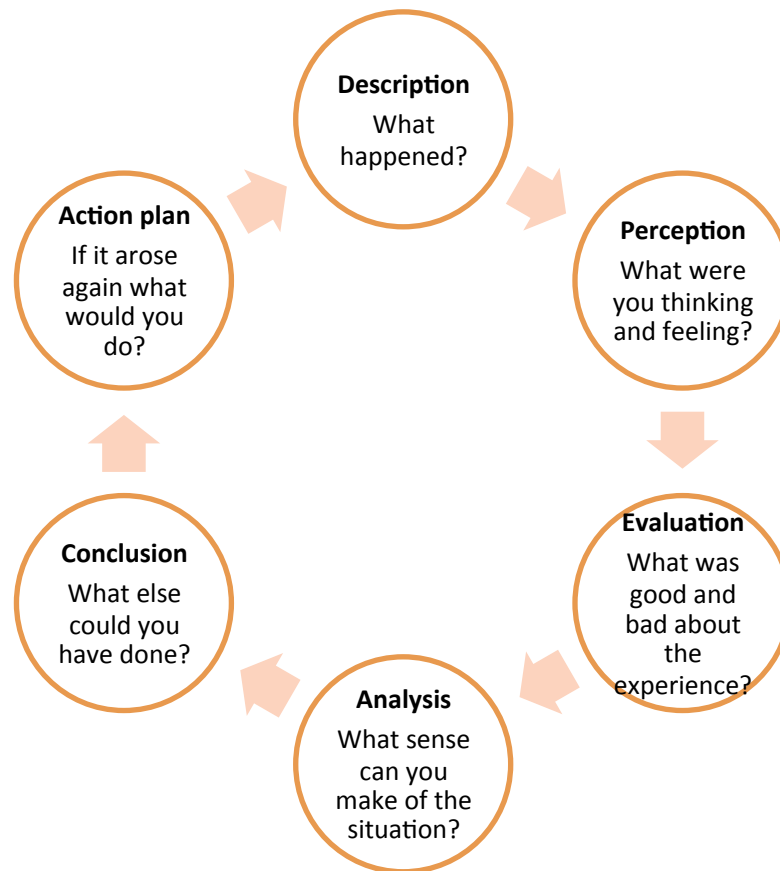 Description
What
happened?
Perception
What were
you thinking
and feeling?
Evaluation
What was
good and
bad about
the
experience?
Analysis
What sense
can you
make of the
situation?
Conclusion
What else
could you
have done?
Action plan
If it arose
again what
would you
do?